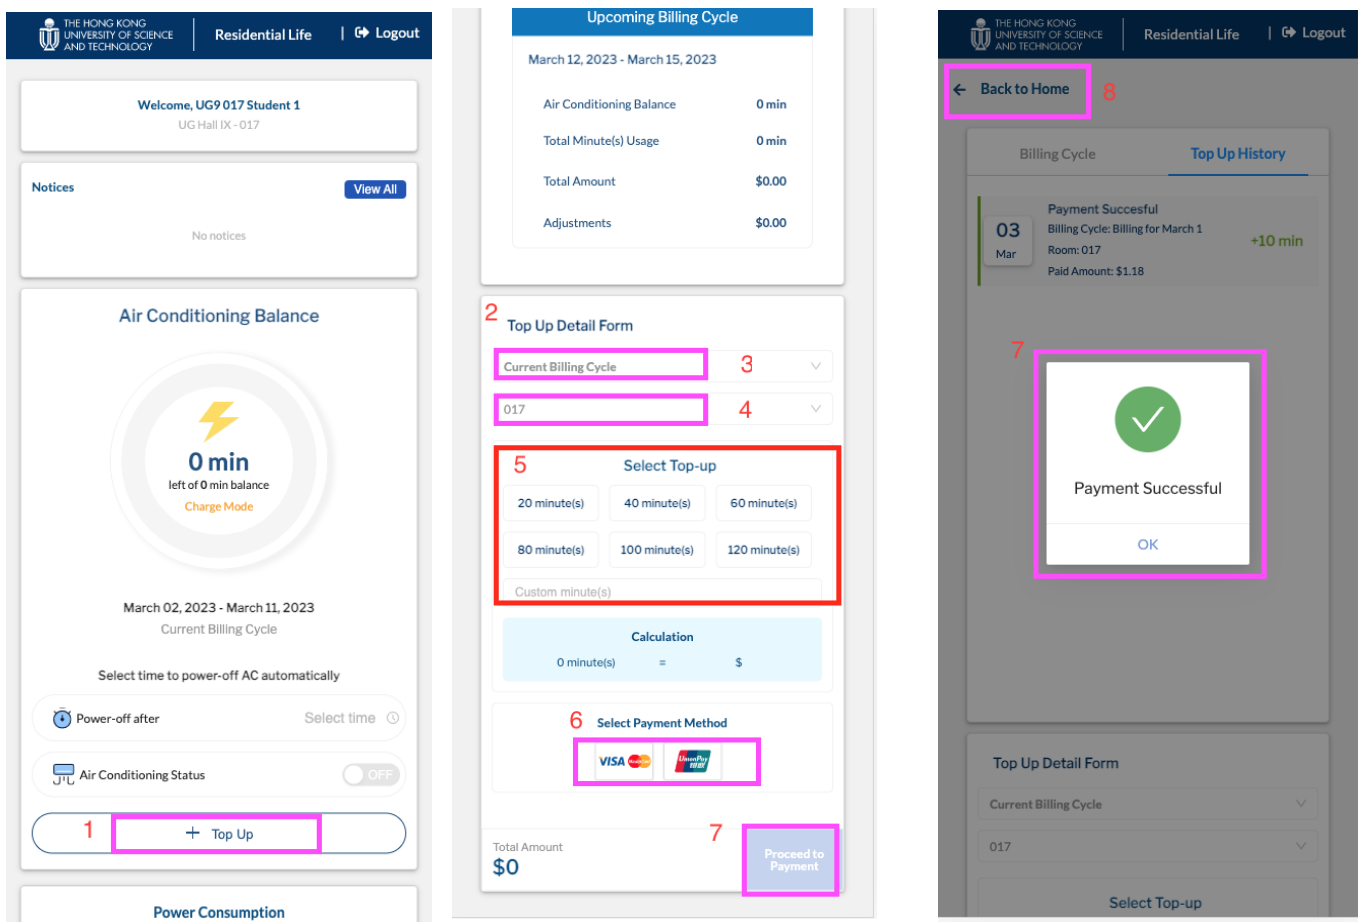 THE HONG KONG
UNIVERSITY OF SCIENCE
AND TECHNOLOGY
Residential Life
Logout
Welcome, UG9 017 Student 1
UG Hall IX - 017
Notices
View All
No notices
Air Conditioning Balance
0 min
left of 0 min balance
Charge Mode
March 02, 2023 - March 11, 2023
Current Billing Cycle
Select time to power-off AC automatically
Power-off after
Select time
Air Conditioning Status
OFF
1
+ Top Up
Power Consumption
Upcoming Billing Cycle
March 12, 2023 - March 15, 2023
Air Conditioning Balance 0 min
Total Minute(s) Usage 0 min
Total Amount $0.00
Adjustments $0.00
2
Top Up Detail Form
Current Billing Cycle 3
017 4
5
Select Top-up
20 minute(s) 40 minute(s) 60 minute(s)
80 minute(s) 100 minute(s) 120 minute(s)
Custom minute(s)
Calculation
0 minute(s) = $
6
Select Payment Method
VISA MasterCard UnionPay 银联
7
Total Amount
$0
Proceed to
Payment
THE HONG KONG
UNIVERSITY OF SCIENCE
AND TECHNOLOGY
Residential Life
Logout
Back to Home
8
Billing Cycle
Top Up History
03
Mar
Payment Succesful
Billing Cycle: Billing for March 1
Room: 017
Paid Amount: $1.18
+10 min
7
Payment Successful
OK
Top Up Detail Form
Current Billing Cycle
017
Select Top-up